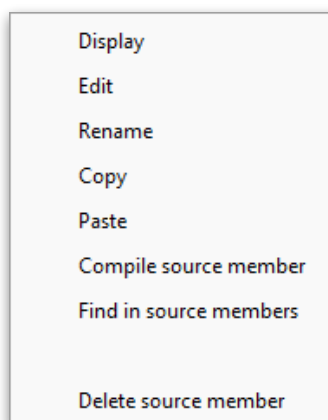 Display
Edit
Rename
Copy
Paste
Compile source member
Find in source members
Delete source member